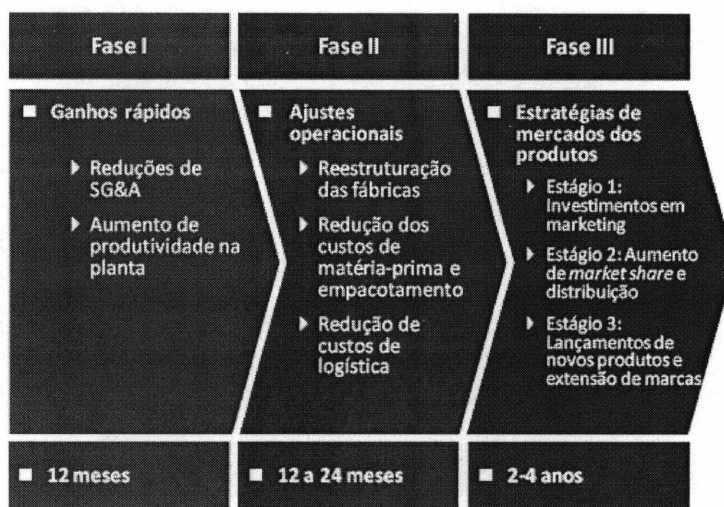 Fase I
Fase II
Fase III
■ Ganhos rápidos
Reduções de
SG&A
Aumento de
produtividade na
planta
■ Ajustes
operacionais
Reestruturação
das fábricas
Redução dos
custos de
matéria-prima e
empacotamento
Redução de
custos de
logística
■ Estratégias de
mercados dos
produtos
Estágio 1:
Investimentos em
marketing
Estágio 2: Aumento
de market share e
distribuição
Estágio 3:
Lançamentos de
novos produtos e
extensão de marcas
■ 12 meses
■ 12 a 24 meses
■ 2-4 anos